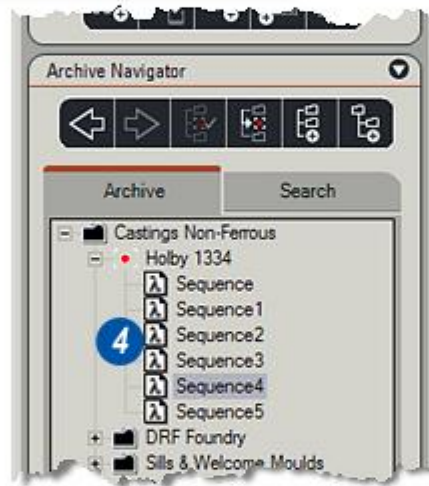 Archive Navigator
Archive Search
Castings Non-Ferrous
Holby 1334
Sequence
Sequence1
4 Sequence2
Sequence3
Sequence4
Sequence5
DRF Foundry
Sills & Welcome Moulds